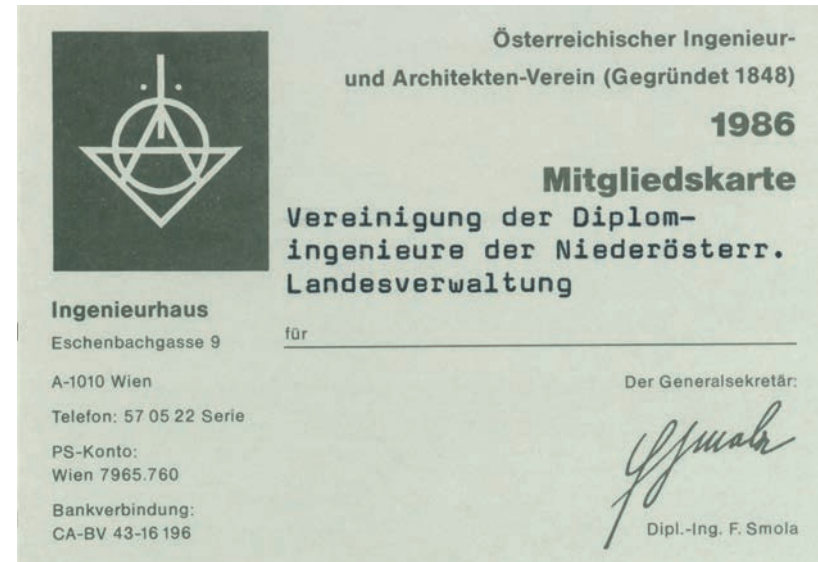 Österreichischer Ingenieur-
und Architekten-Verein (Gegründet 1848)
1986
Mitgliedskarte
Vereinigung der Diplom-
ingenieure der Niederösterr.
Landesverwaltung
für
Ingenieurhaus
Eschenbachgasse 9
A-1010 Wien
Telefon: 57 05 22 Serie
PS-Konto:
Wien 7965.760
Bankverbindung:
CA-BV 43-16 196
Der Generalsekretär:
Smola
Dipl.-Ing. F. Smola